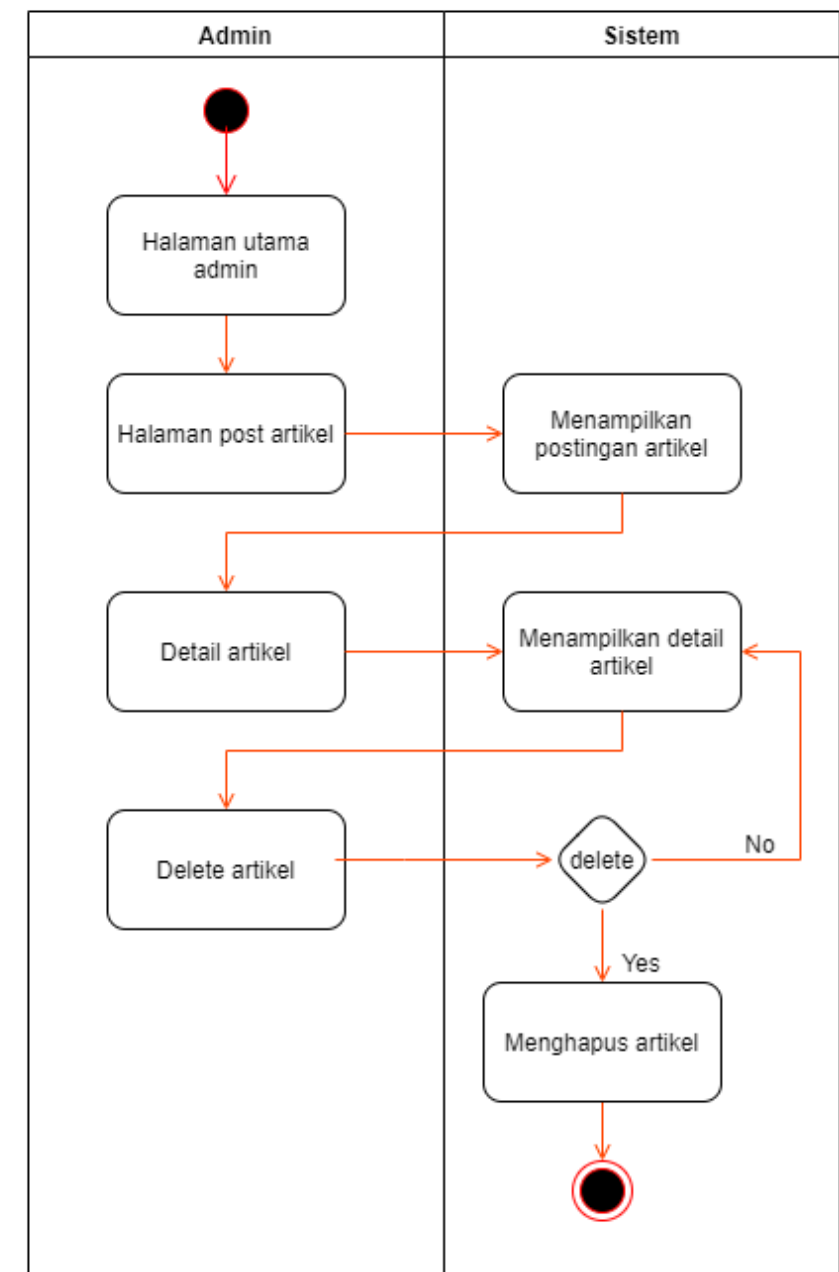 Admin
Sistem
Halaman utama
admin
Halaman post artikel
Menampilkan
postingan artikel
Detail artikel
Menampilkan detail
artikel
Delete artikel
delete
No
Yes
Menghapus artikel